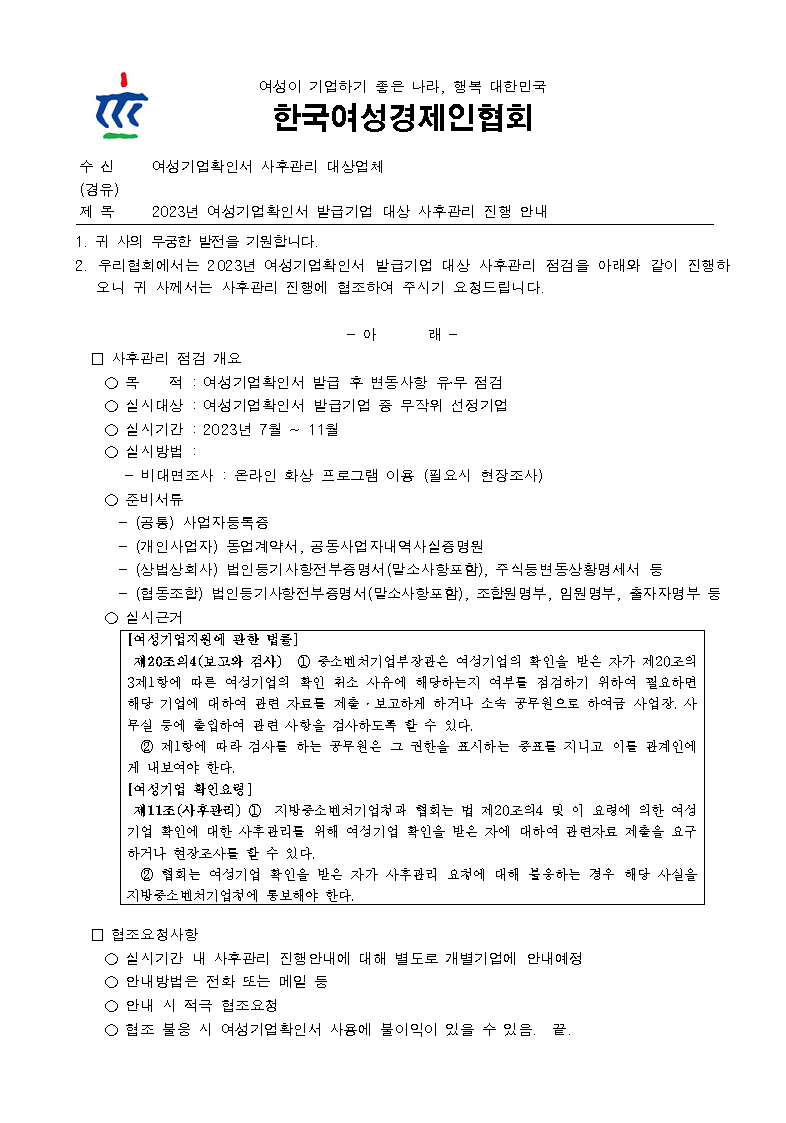 여성이 기업하기 좋은 나라, 행복 대한민국
한국여성경제인협회
수 신 여성기업확인서 사후관리 대상업체
(경유)
제 목 2023년 여성기업확인서 발급기업 대상 사후관리 진행 안내
1. 귀 사의 무궁한 발전을 기원합니다.
2. 우리협회에서는 2023년 여성기업확인서 발급기업 대상 사후관리 점검을 아래와 같이 진행하
오니 귀 사께서는 사후관리 진행에 협조하여 주시기 요청드립니다.
- 아 래 -
□ 사후관리 점검 개요
○ 목 적 : 여성기업확인서 발급 후 변동사항 유·무 점검
○ 실시대상 : 여성기업확인서 발급기업 중 무작위 선정기업
○ 실시기간 : 2023년 7월 ~ 11월
○ 실시방법 :
- 비대면조사 : 온라인 화상 프로그램 이용 (필요시 현장조사)
○ 준비서류
- (공통) 사업자등록증
- (개인사업자) 동업계약서, 공동사업자내역사실증명원
- (상법상회사) 법인등기사항전부증명서(말소사항포함), 주식등변동상황명세서 등
- (협동조합) 법인등기사항전부증명서(말소사항포함), 조합원명부, 임원명부, 출자자명부 등
○ 실시근거
[여성기업지원에 관한 법률]
제20조의4(보고와 검사) ① 중소벤처기업부장관은 여성기업의 확인을 받은 자가 제20조의
3제1항에 따른 여성기업의 확인 취소 사유에 해당하는지 여부를 점검하기 위하여 필요하면
해당 기업에 대하여 관련 자료를 제출·보고하게 하거나 소속 공무원으로 하여금 사업장, 사
무실 등에 출입하여 관련 사항을 검사하도록 할 수 있다.
② 제1항에 따라 검사를 하는 공무원은 그 권한을 표시하는 증표를 지니고 이를 관계인에
게 내보여야 한다.
[여성기업 확인요령]
제11조(사후관리) ① 지방중소벤처기업청과 협회는 법 제20조의4 및 이 요령에 의한 여성
기업 확인에 대한 사후관리를 위해 여성기업 확인을 받은 자에 대하여 관련자료 제출을 요구
하거나 현장조사를 할 수 있다.
② 협회는 여성기업 확인을 받은 자가 사후관리 요청에 대해 불응하는 경우 해당 사실을
지방중소벤처기업청에 통보해야 한다.
□ 협조요청사항
○ 실시기간 내 사후관리 진행안내에 대해 별도로 개별기업에 안내예정
○ 안내방법은 전화 또는 메일 등
○ 안내 시 적극 협조요청
○ 협조 불응 시 여성기업확인서 사용에 불이익이 있을 수 있음. 끝.